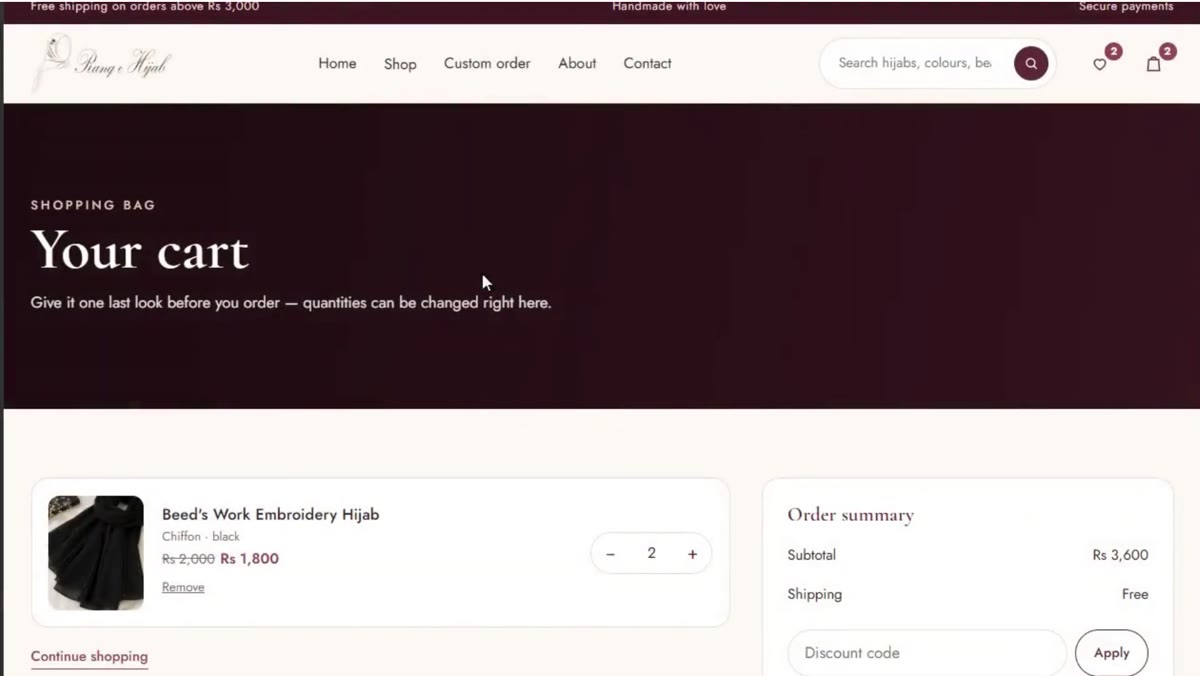 Free shipping on orders above Rs 3,000
Handmade with love
Secure payments
Rang e Hijab
Home
Shop
Custom order
About
Contact
Search hijabs, colours, be
2
2
SHOPPING BAG
Your cart
Give it one last look before you order — quantities can be changed right here.
Beed's Work Embroidery Hijab
Chiffon · black
Rs 2,000 Rs 1,800
Remove
− 2 +
Continue shopping
Order summary
Subtotal Rs 3,600
Shipping Free
Discount code
Apply